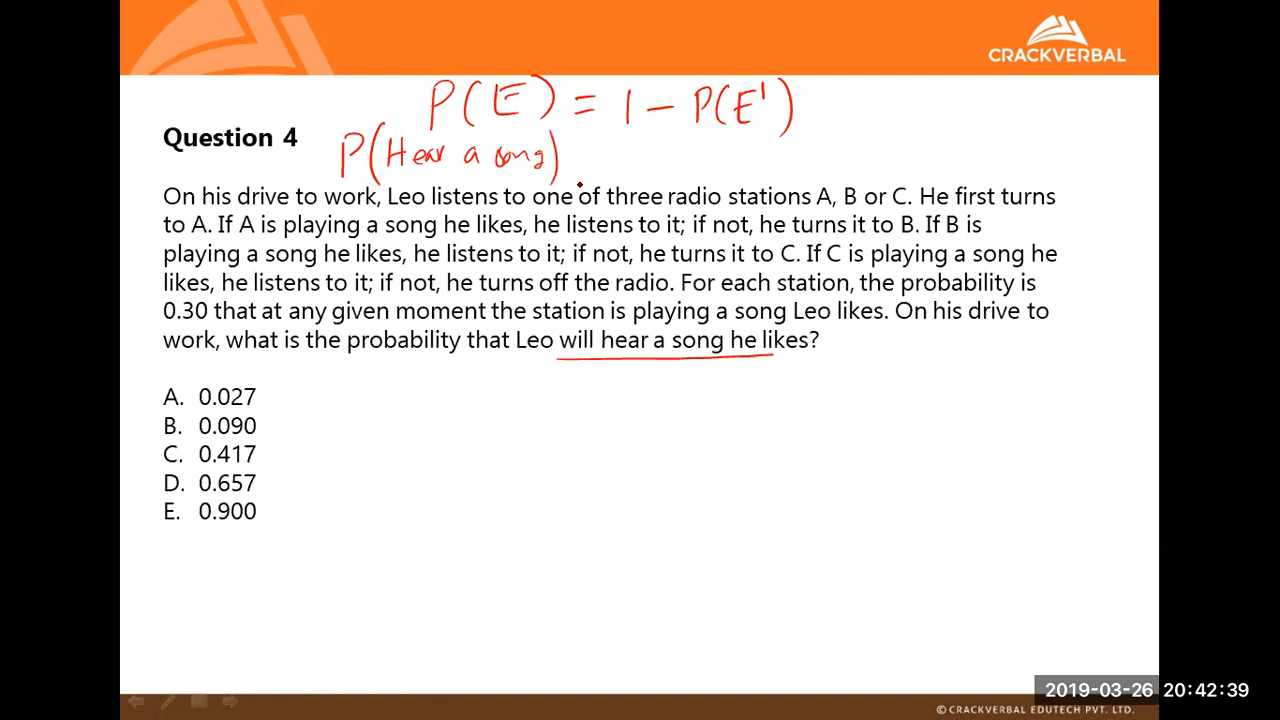 CRACKVERBAL
P(E) = 1 - P(E')
Question 4
P(Hear a song)
On his drive to work, Leo listens to one of three radio stations A, B or C. He first turns
to A. If A is playing a song he likes, he listens to it; if not, he turns it to B. If B is
playing a song he likes, he listens to it; if not, he turns it to C. If C is playing a song he
likes, he listens to it; if not, he turns off the radio. For each station, the probability is
0.30 that at any given moment the station is playing a song Leo likes. On his drive to
work, what is the probability that Leo will hear a song he likes?
A. 0.027
B. 0.090
C. 0.417
D. 0.657
E. 0.900
2019-03-26 20:42:39
© CRACKVERBAL EDUTECH PVT. LTD.